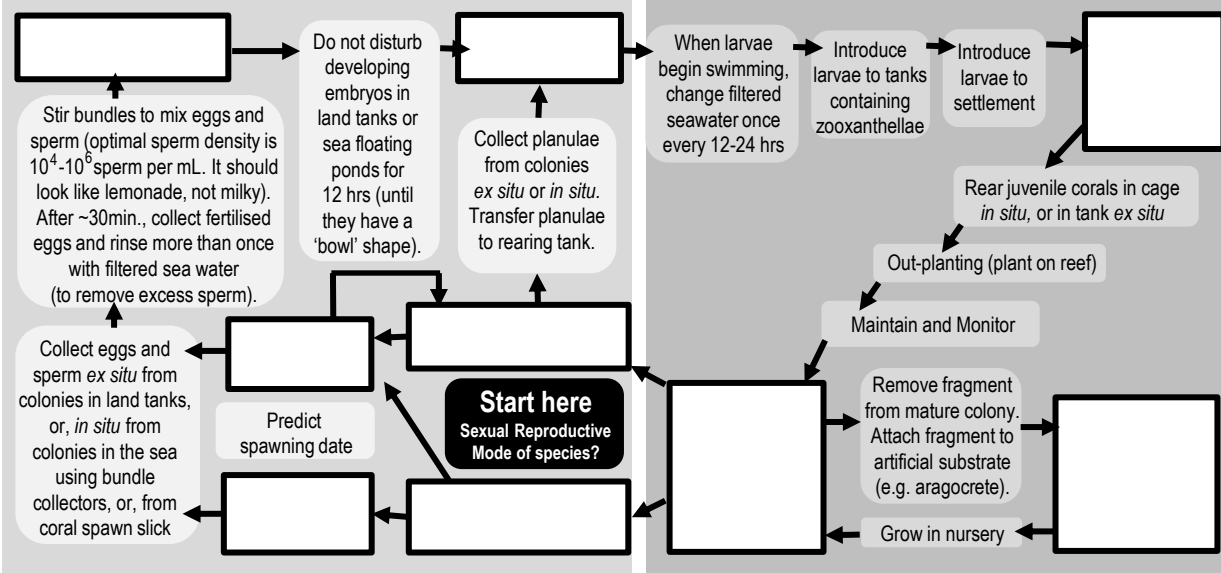 Do not disturb
developing
embryos in
land tanks or
sea floating
ponds for
12 hrs (until
they have a
‘bowl’ shape).
When larvae
begin swimming,
change filtered
seawater once
every 12-24 hrs
Introduce
larvae to tanks
containing
zooxanthellae
Introduce
larvae to
settlement
Stir bundles to mix eggs and
sperm (optimal sperm density is
10⁴-10⁶ sperm per mL. It should
look like lemonade, not milky).
After ~30min., collect fertilised
eggs and rinse more than once
with filtered sea water
(to remove excess sperm).
Collect planulae
from colonies
ex situ or in situ.
Transfer planulae
to rearing tank.
Rear juvenile corals in cage
in situ, or in tank ex situ
Out-planting (plant on reef)
Maintain and Monitor
Collect eggs and
sperm ex situ from
colonies in land tanks,
or, in situ from
colonies in the sea
using bundle
collectors, or, from
coral spawn slick
Predict
spawning date
Start here
Sexual Reproductive
Mode of species?
Remove fragment
from mature colony.
Attach fragment to
artificial substrate
(e.g. aragocrete).
Grow in nursery